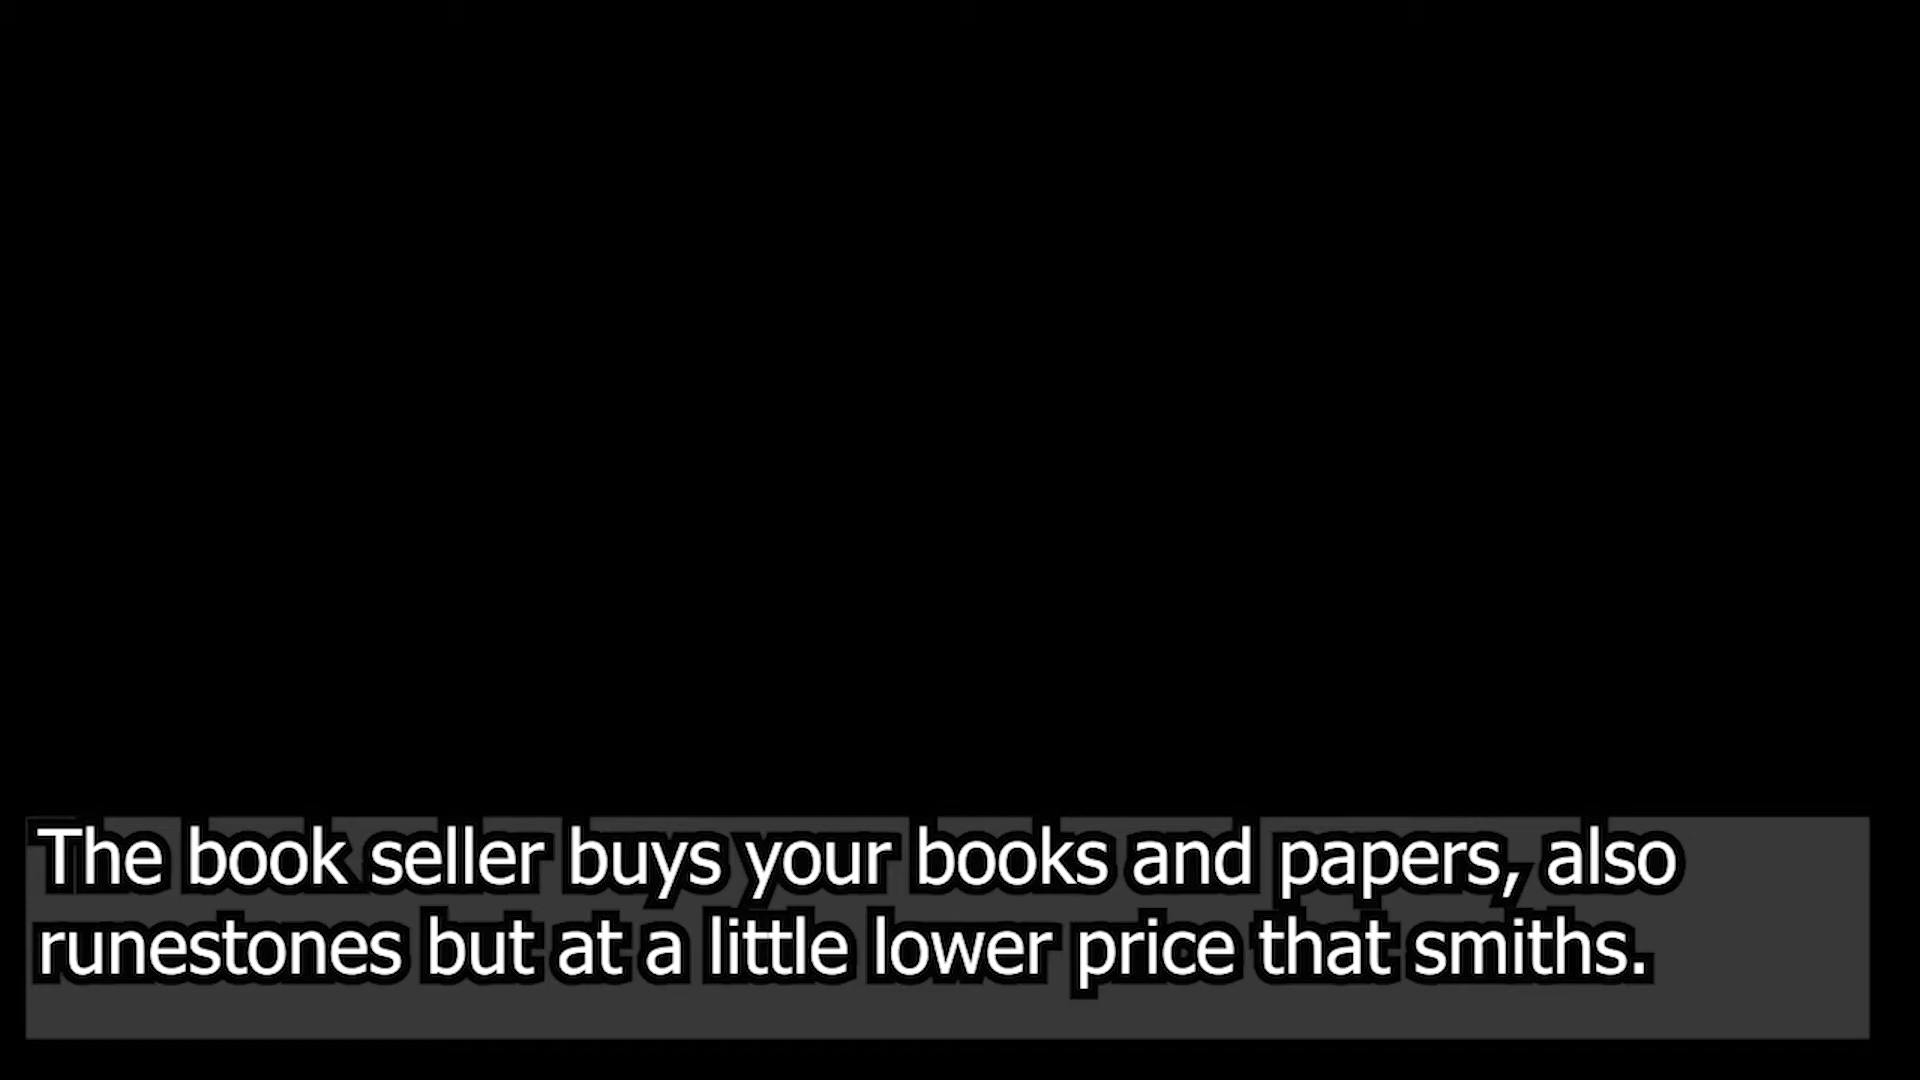 The book seller buys your books and papers, also
runestones but at a little lower price that smiths.